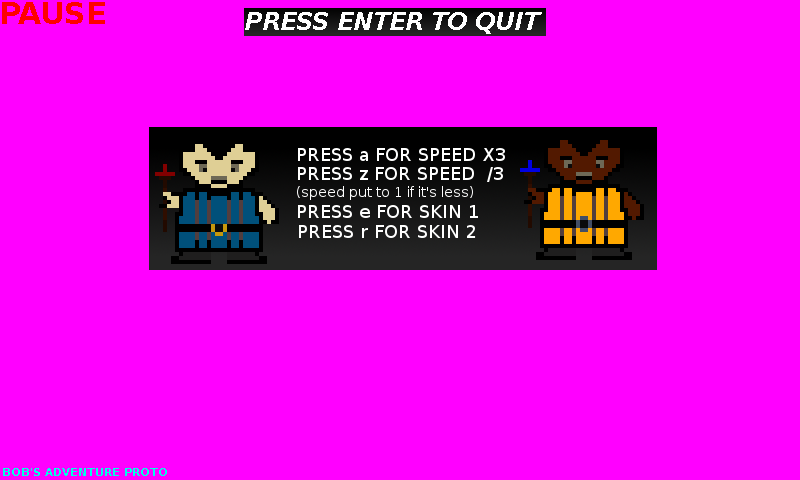 PAUSE
PRESS ENTER TO QUIT
PRESS a FOR SPEED X3
PRESS z FOR SPEED /3
(speed put to 1 if it's less)
PRESS e FOR SKIN 1
PRESS r FOR SKIN 2
BOB'S ADVENTURE PROTO